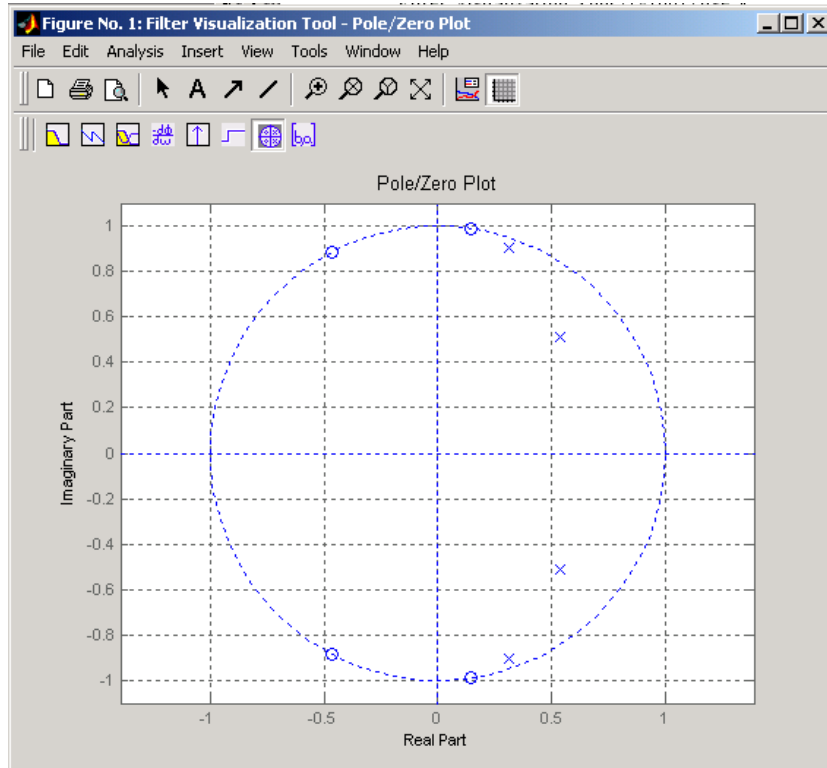 Figure No. 1: Filter Visualization Tool - Pole/Zero Plot
File Edit Analysis Insert View Tools Window Help
A
[b,a]
Pole/Zero Plot
1
0.8
0.6
0.4
0.2
0
-0.2
-0.4
-0.6
-0.8
-1
Imaginary Part
-1 -0.5 0 0.5 1
Real Part